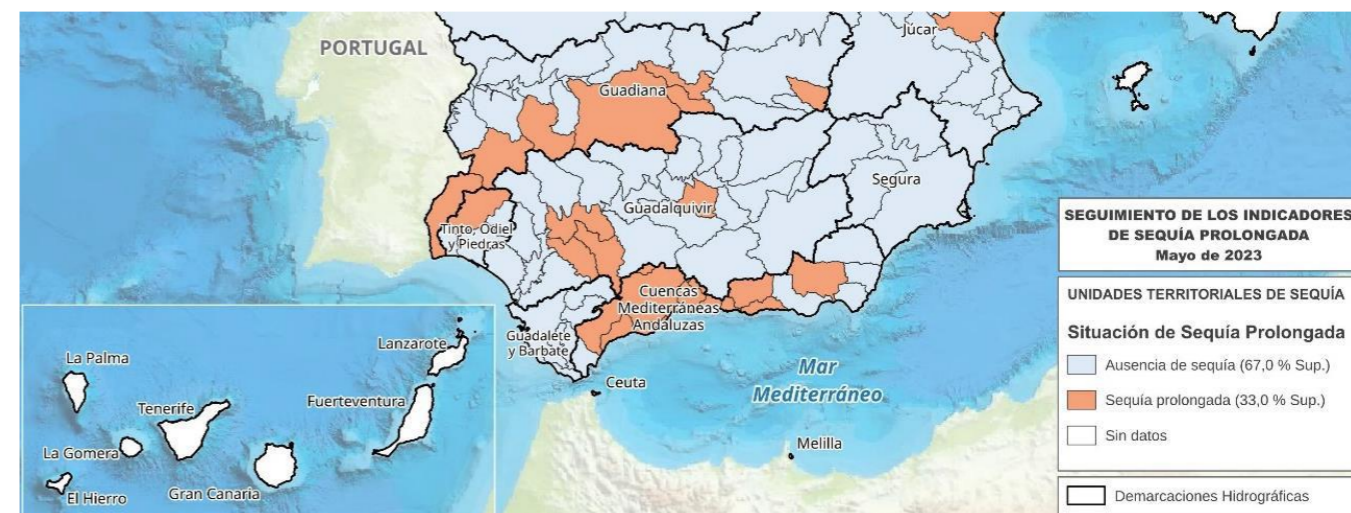 PORTUGAL
Júcar
Guadiana
Segura
Guadalquivir
Tinto, Odiel
y Piedras
Cuencas
Mediterráneas
Andaluzas
Guadalete
y Barbate
Ceuta
Mar
Mediterráneo
Melilla
La Palma
Lanzarote
Tenerife
Fuerteventura
La Gomera
El Hierro
Gran Canaria
SEGUIMIENTO DE LOS INDICADORES
DE SEQUÍA PROLONGADA
Mayo de 2023
UNIDADES TERRITORIALES DE SEQUÍA
Situación de Sequía Prolongada
Ausencia de sequía (67,0 % Sup.)
Sequía prolongada (33,0 % Sup.)
Sin datos
Demarcaciones Hidrográficas